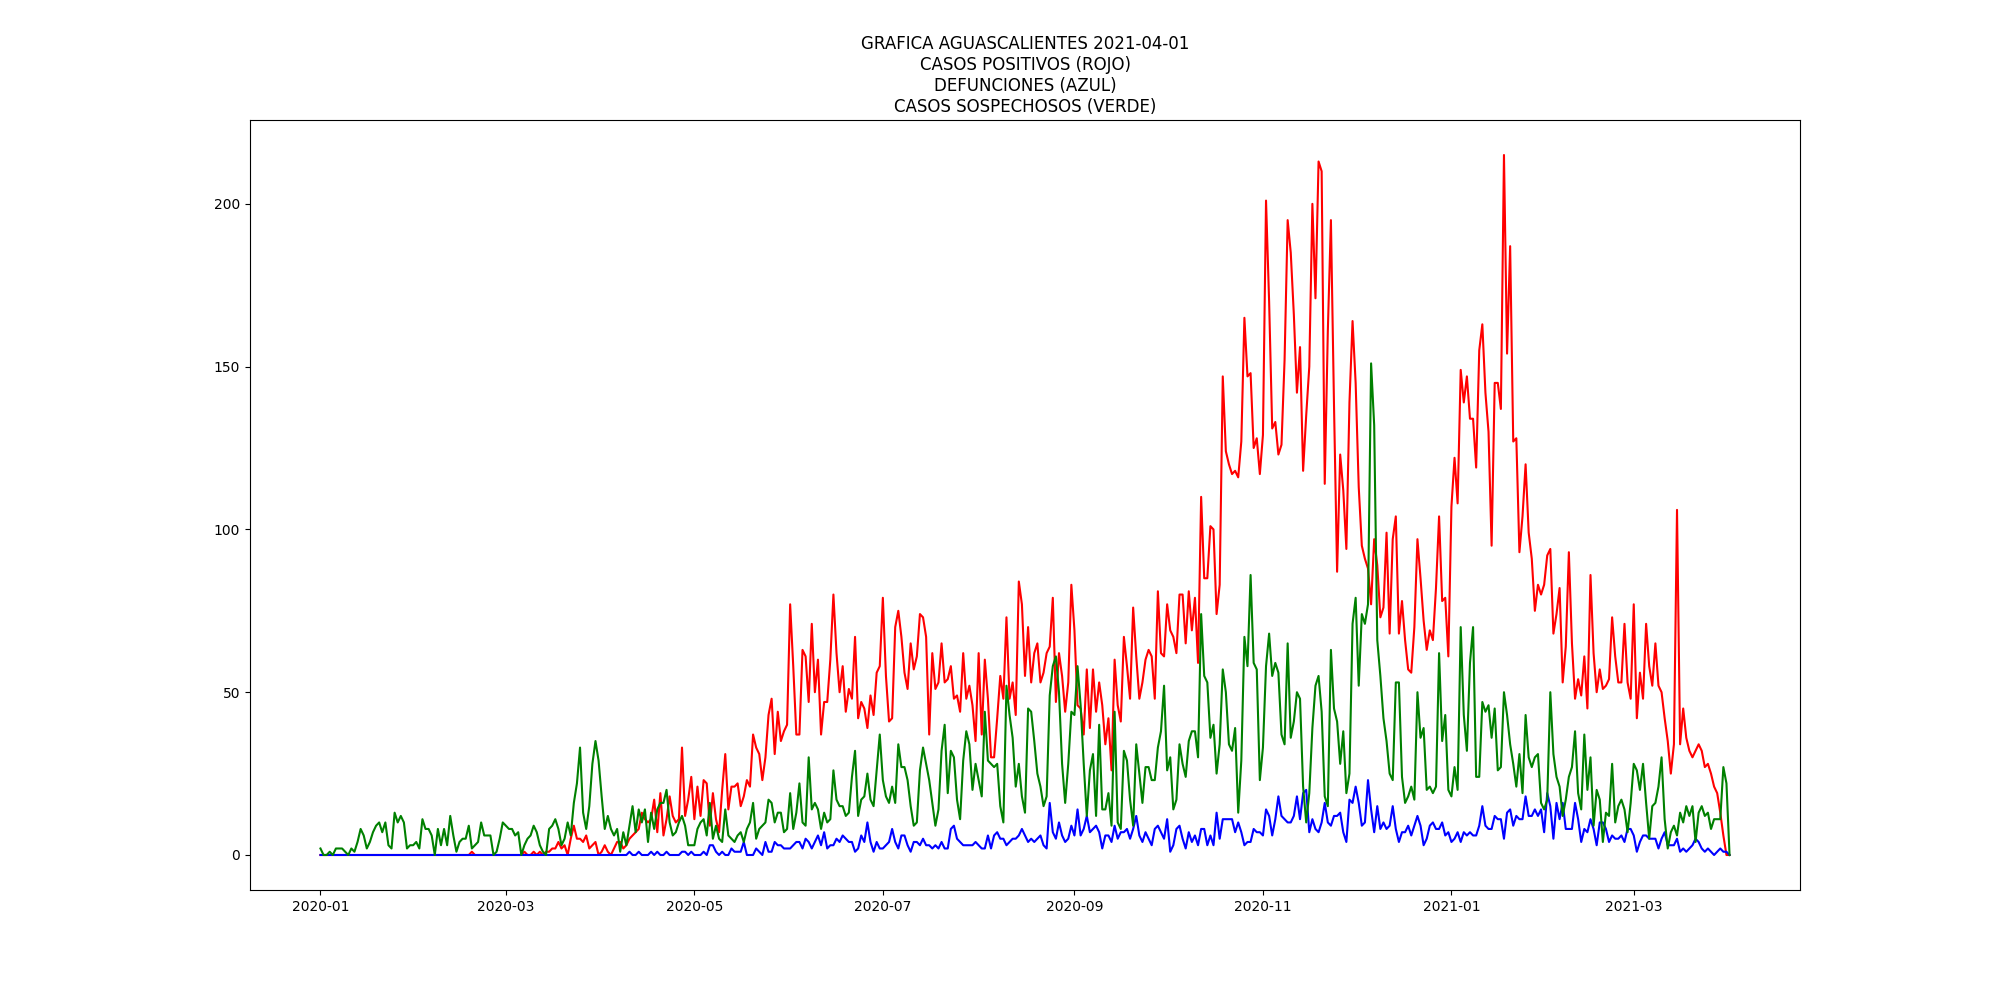 GRAFICA AGUASCALIENTES 2021-04-01
CASOS POSITIVOS (ROJO)
DEFUNCIONES (AZUL)
CASOS SOSPECHOSOS (VERDE)
200
150
100
50
0
2020-01 2020-03 2020-05 2020-07 2020-09 2020-11 2021-01 2021-03